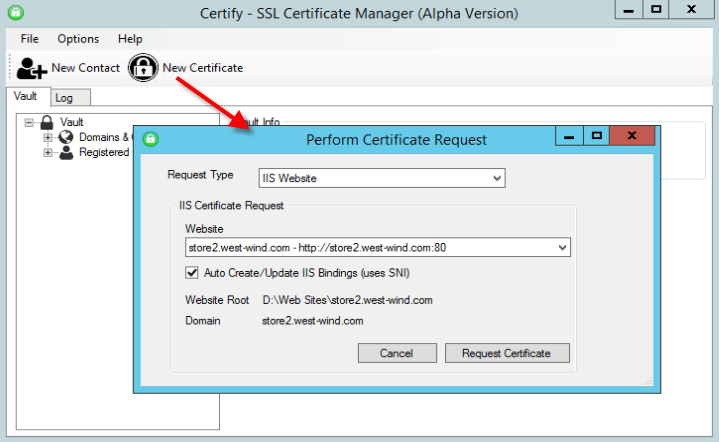 Certify - SSL Certificate Manager (Alpha Version)
File Options Help
New Contact New Certificate
Vault Log
Vault
Domains &
Registered
ult Info
Perform Certificate Request
Request Type IIS Website
IIS Certificate Request
Website
store2.west-wind.com - http://store2.west-wind.com:80
Auto Create/Update IIS Bindings (uses SNI)
Website Root D:\Web Sites\store2.west-wind.com
Domain store2.west-wind.com
Cancel Request Certificate